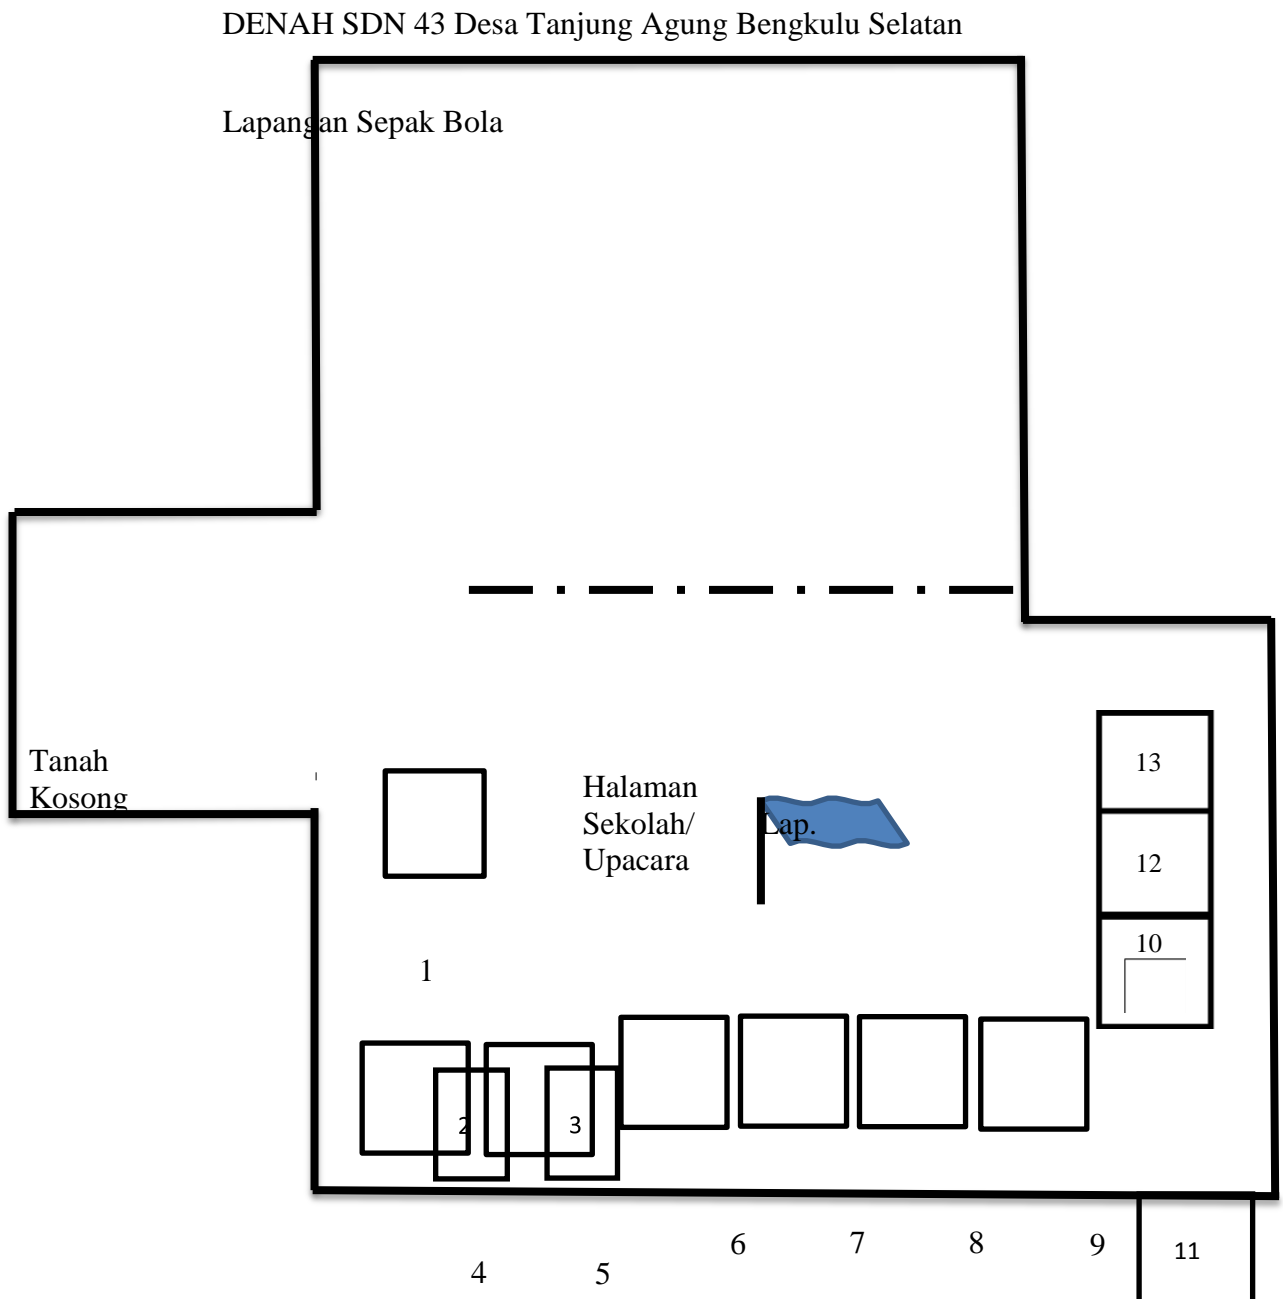 DENAH SDN 43 Desa Tanjung Agung Bengkulu Selatan
Lapangan Sepak Bola
Tanah
Kosong
Halaman
Sekolah/ Lap.
Upacara
13
12
10
1
2 3
6 7 8 9 11
4 5